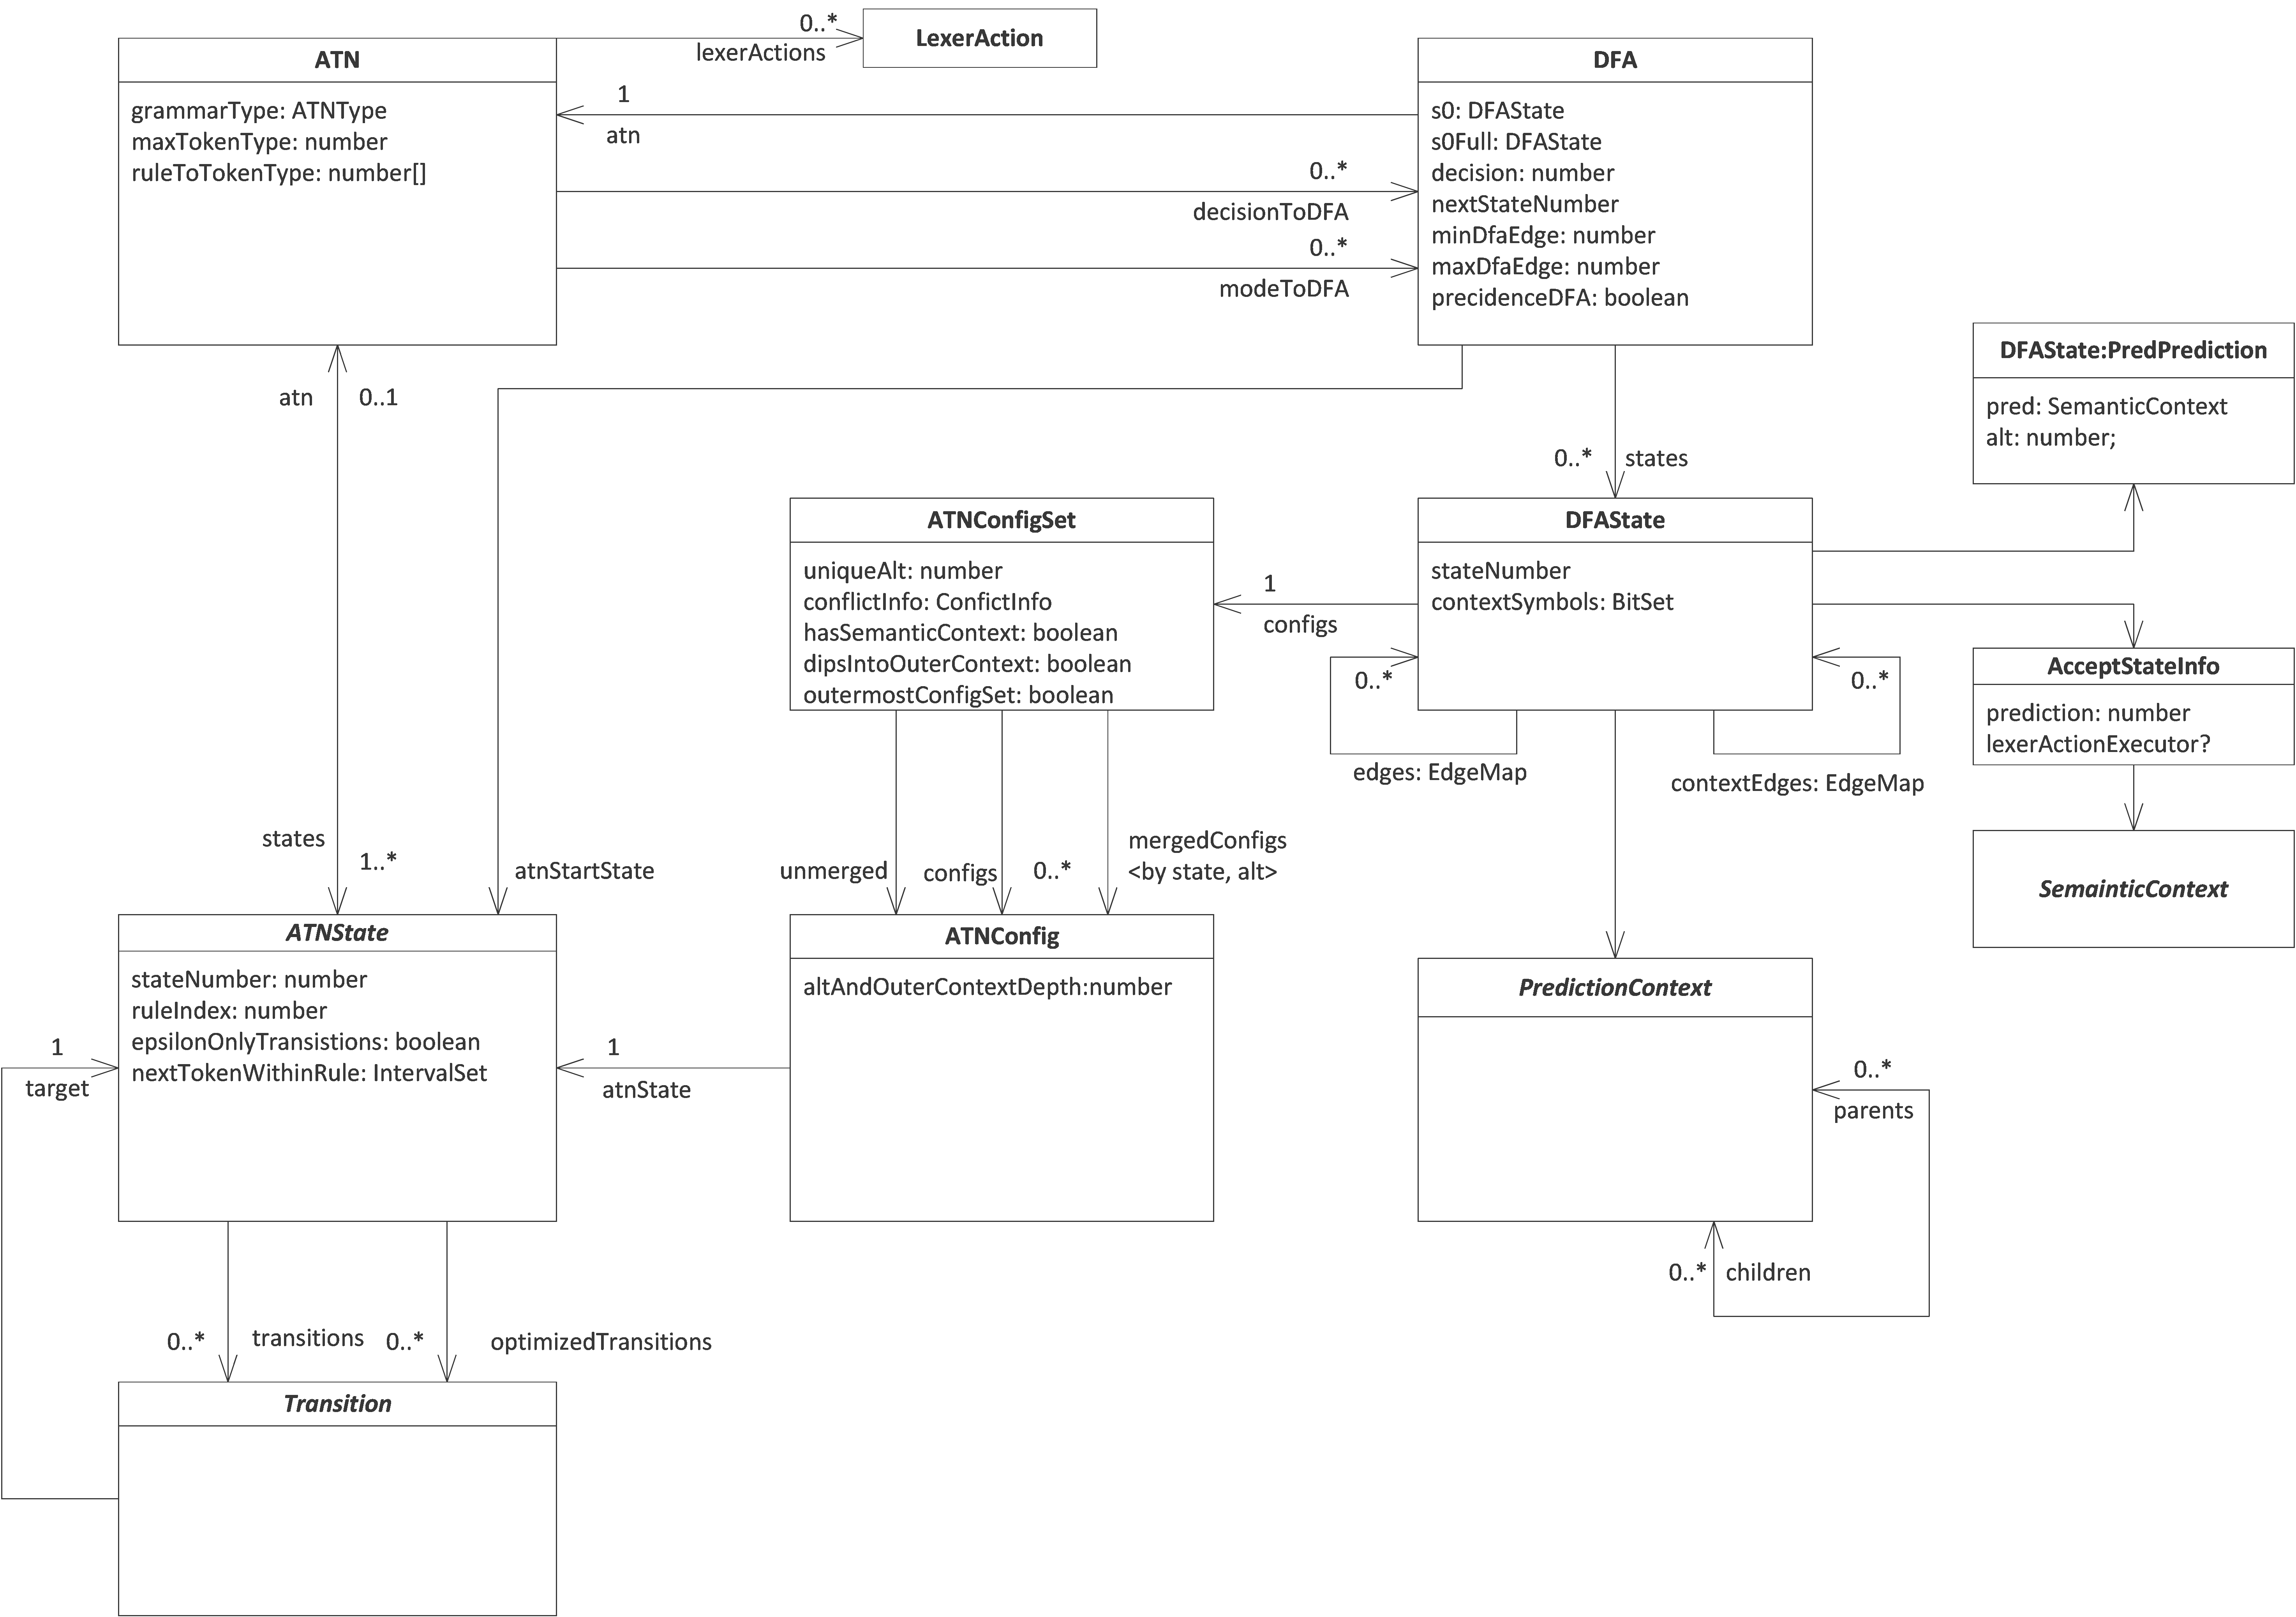 0..*
lexerActions
LexerAction
ATN
grammarType: ATNType
maxTokenType: number
ruleToTokenType: number[]
DFA
s0: DFAState
s0Full: DFAState
decision: number
nextStateNumber
minDfaEdge: number
maxDfaEdge: number
precidenceDFA: boolean
1
atn
0..*
decisionToDFA
0..*
modeToDFA
DFAState:PredPrediction
pred: SemanticContext
alt: number;
atn
0..1
0..*
states
ATNConfigSet
uniqueAlt: number
conflictInfo: ConfictInfo
hasSemanticContext: boolean
dipsIntoOuterContext: boolean
outermostConfigSet: boolean
1
configs
DFAState
stateNumber
contextSymbols: BitSet
0..*
edges: EdgeMap
0..*
contextEdges: EdgeMap
AcceptStateInfo
prediction: number
lexerActionExecutor?
SemainticContext
states
1..*
atnStartState
unmerged
configs
0..*
mergedConfigs
<by state, alt>
ATNState
stateNumber: number
ruleIndex: number
epsilonOnlyTransistions: boolean
nextTokenWithinRule: IntervalSet
1
target
1
atnState
ATNConfig
altAndOuterContextDepth:number
PredictionContext
0..*
parents
0..*
children
0..*
transitions
0..*
optimizedTransitions
Transition